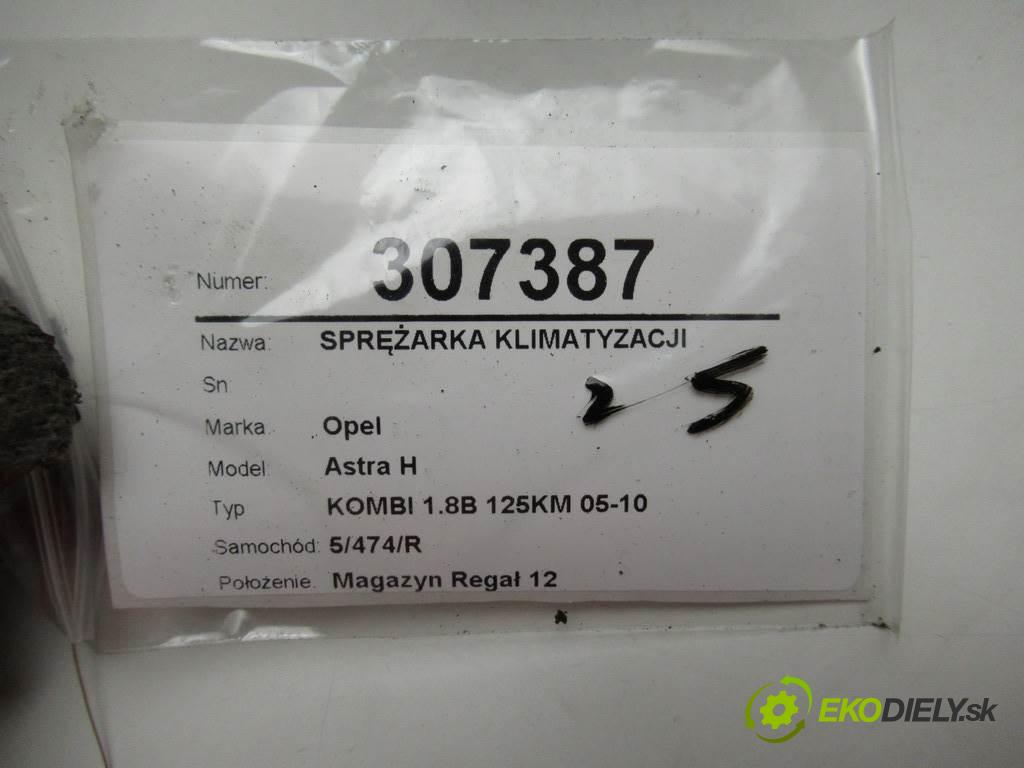 Numer: 307387
Nazwa: SPRĘŻARKA KLIMATYZACJI
Sn
25
Marka Opel
Model: Astra H
Typ KOMBI 1.8B 125KM 05-10
Samochód: 5/474/R
Położenie. Magazyn Regał 12
EKODIELY.sk